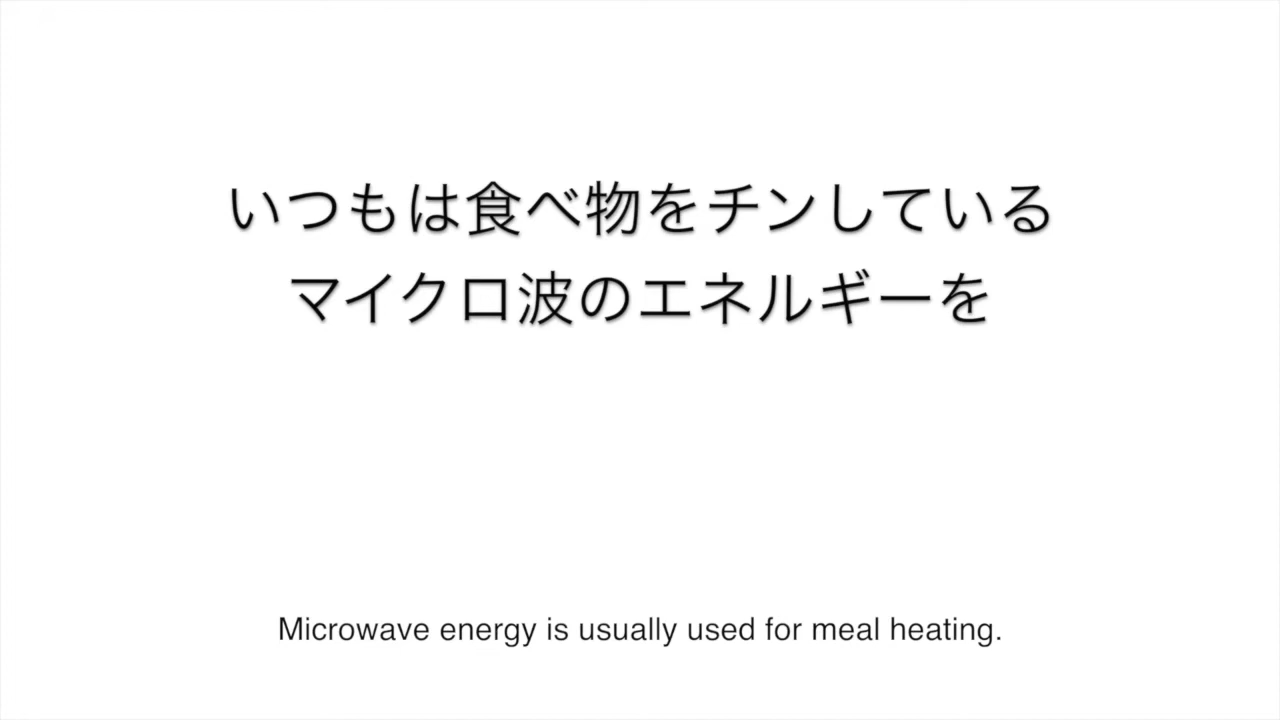 いつもは食べ物をチンしている
マイクロ波のエネルギーを
Microwave energy is usually used for meal heating.